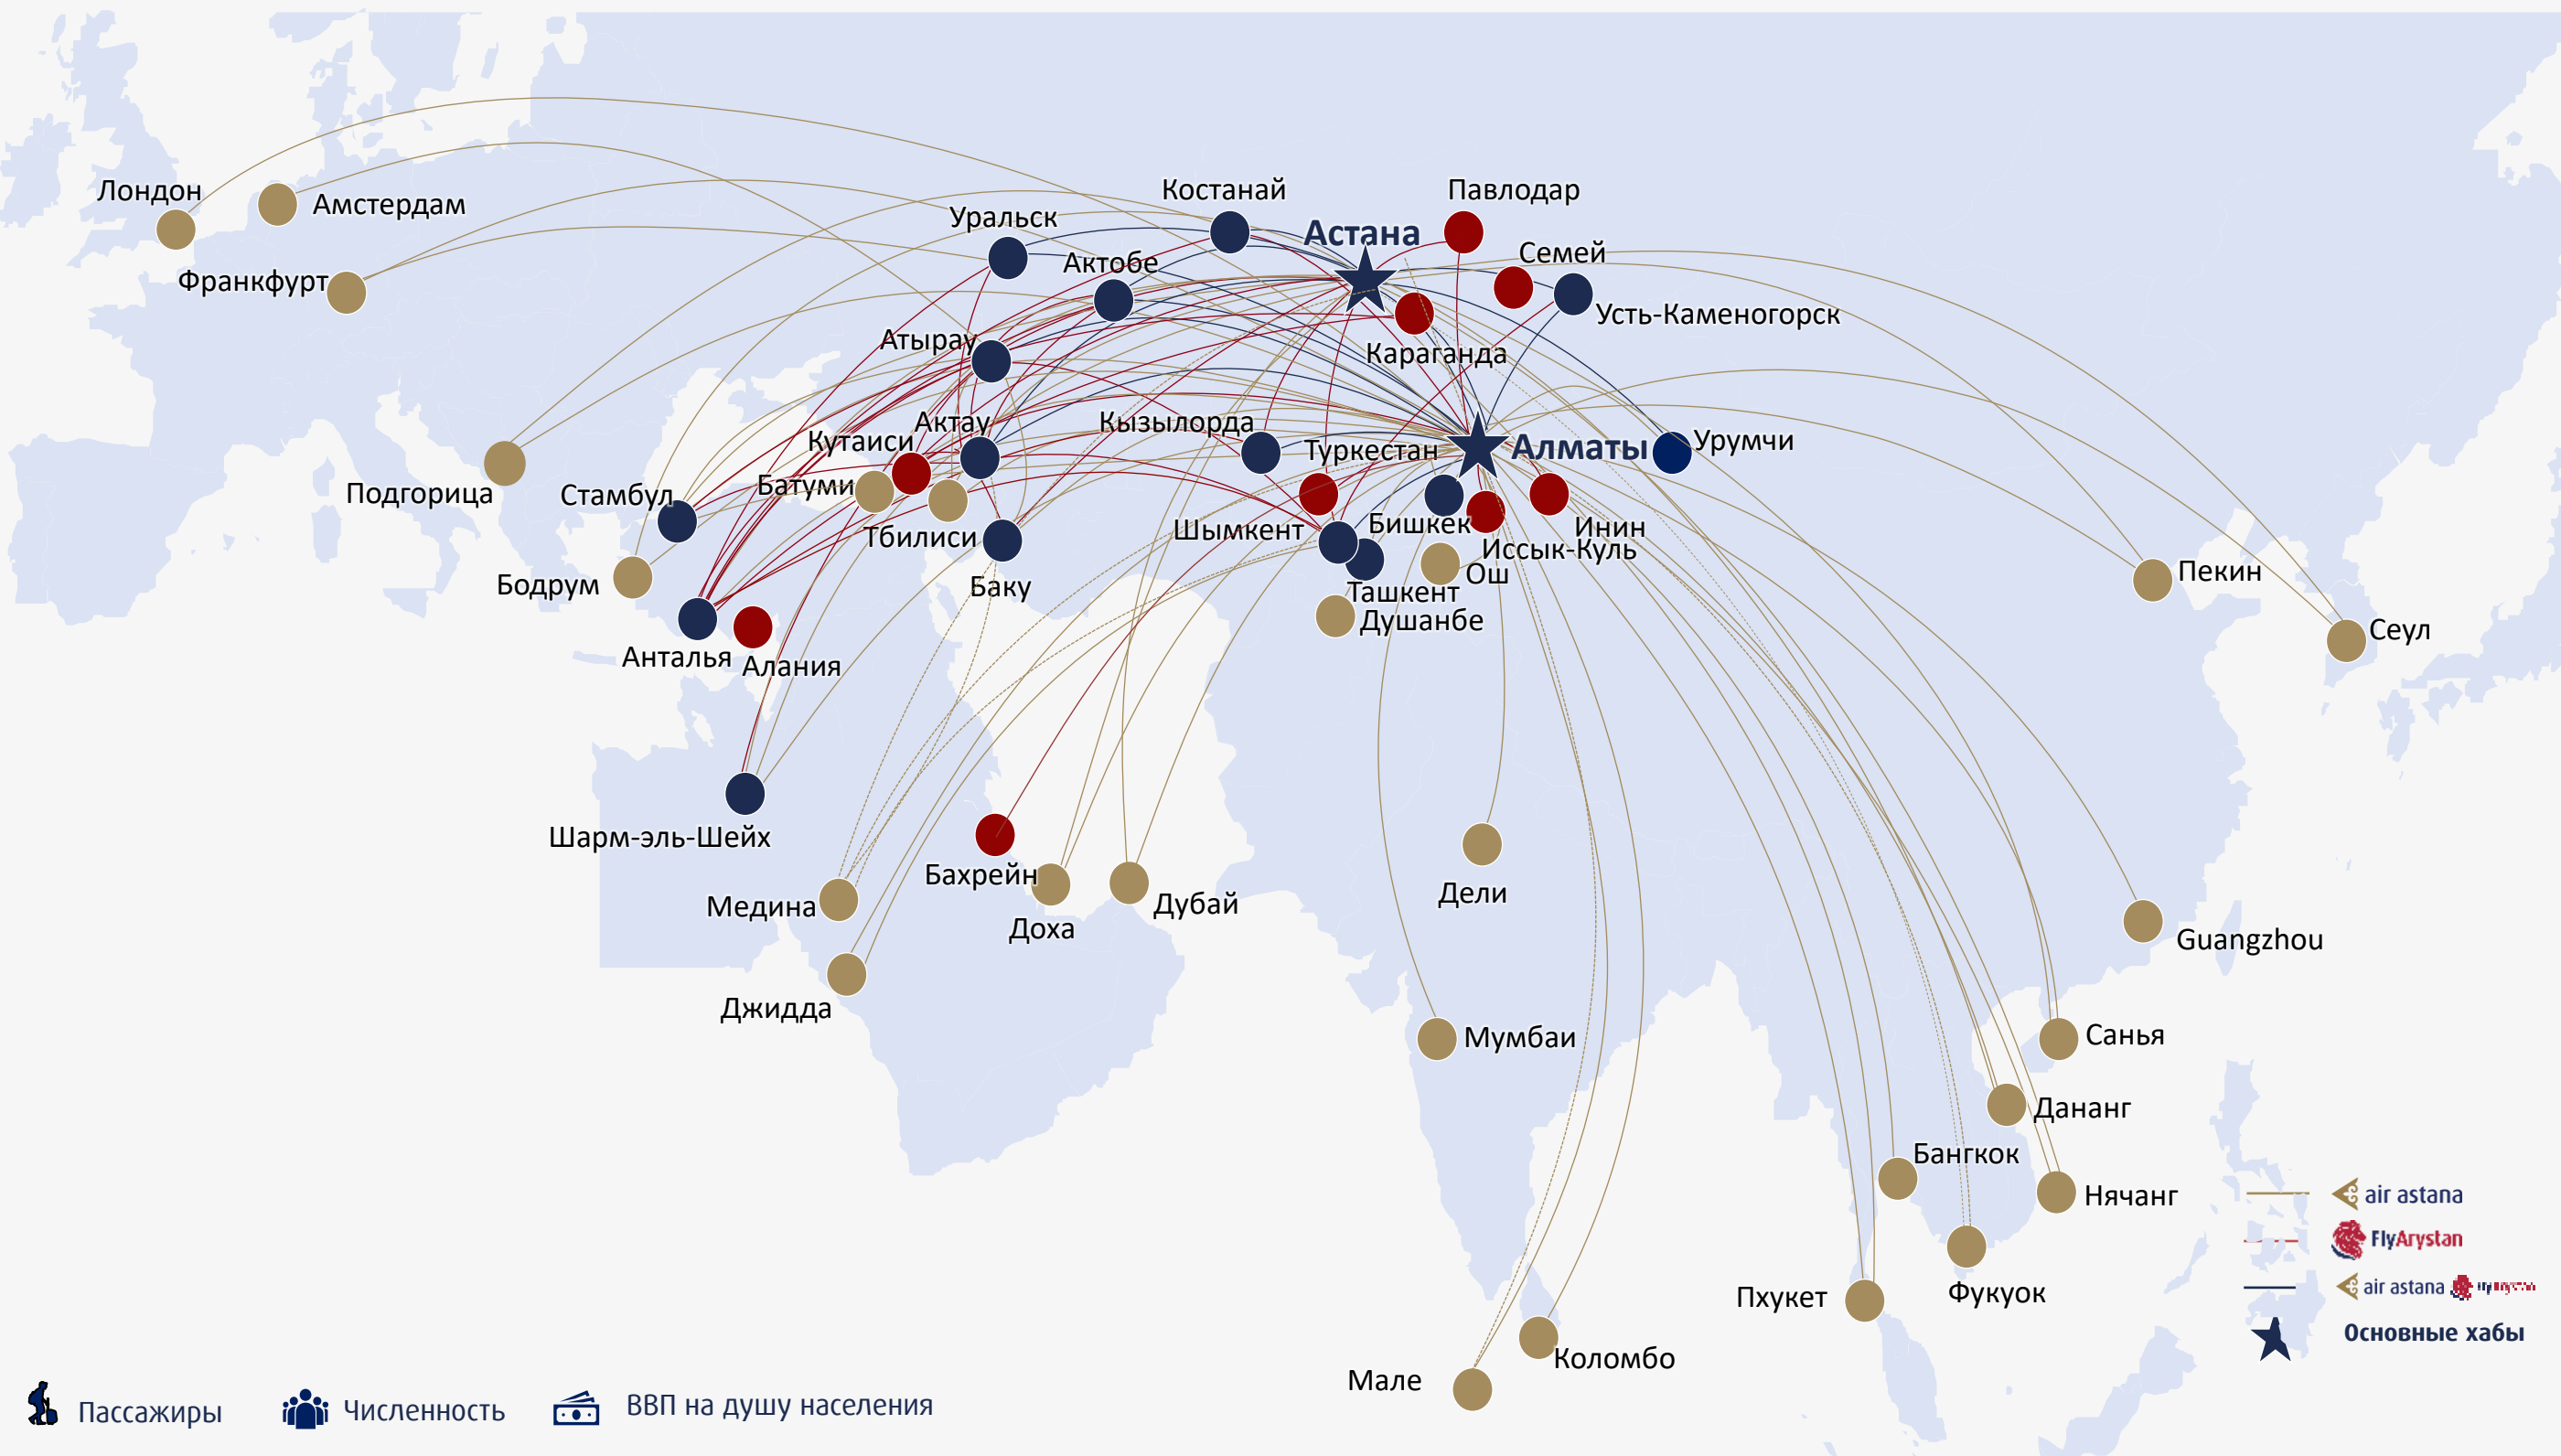 Лондон
Амстердам
Франкфурт
Костанай
Павлодар
Уральск
Астана
Актобе
Семей
Усть-Каменогорск
Атырау
Караганда
Актау
Кутаиси
Кызылорда
Туркестан
Алматы
Урумчи
Подгорица
Стамбул
Батуми
Тбилиси
Шымкент
Бишкек
Инин
Иссык-Куль
Бодрум
Баку
Ош
Ташкент
Душанбе
Пекин
Сеул
Анталья
Алания
Шарм-эль-Шейх
Медина
Бахрейн
Доха
Дубай
Дели
Guangzhou
Джидда
Мумбаи
Санья
Дананг
Бангкок
Нячанг
Пхукет
Фукуок
Коломбо
Мале
air astana
FlyArystan
air astana
Основные хабы
Пассажиры
Численность
ВВП на душу населения